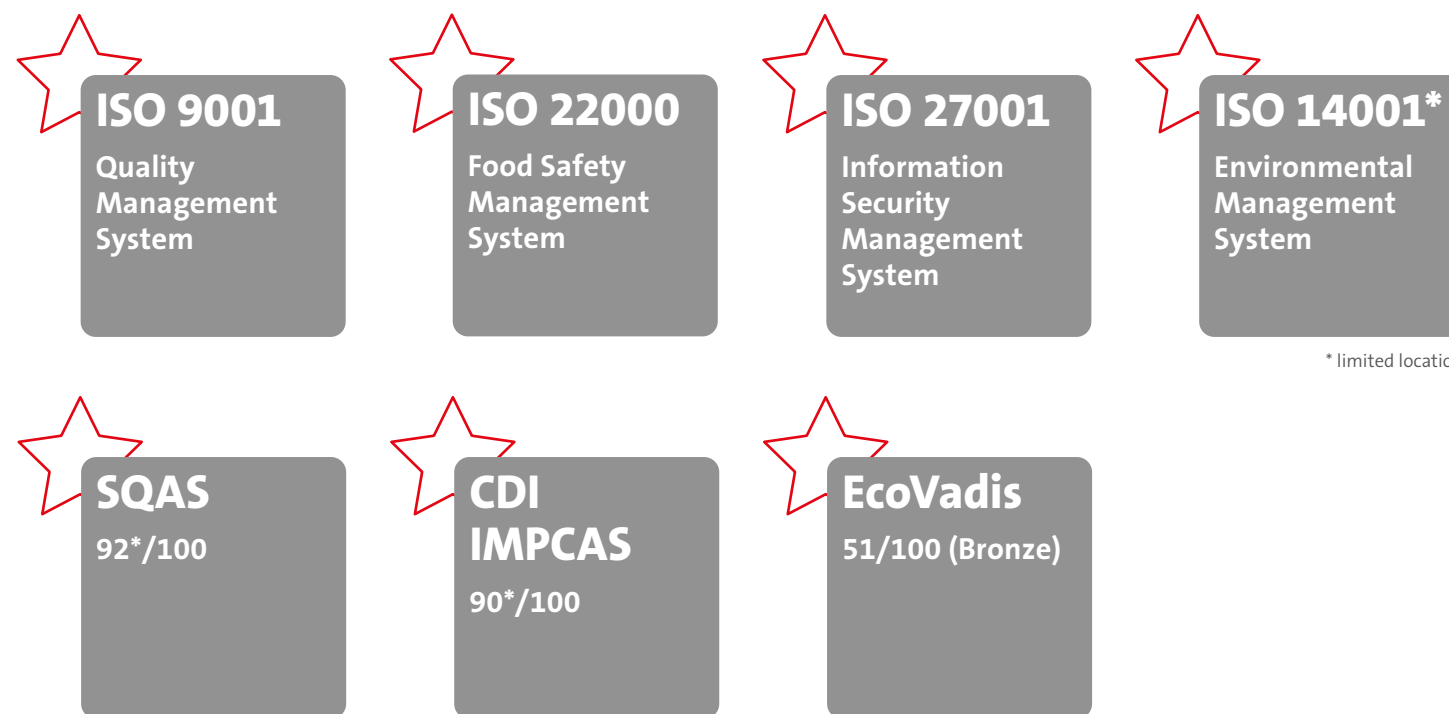 ISO 9001
Quality
Management
System
ISO 22000
Food Safety
Management
System
ISO 27001
Information
Security
Management
System
ISO 14001*
Environmental
Management
System
* limited locatio
SQAS
92*/100
CDI
IMPCAS
90*/100
EcoVadis
51/100 (Bronze)